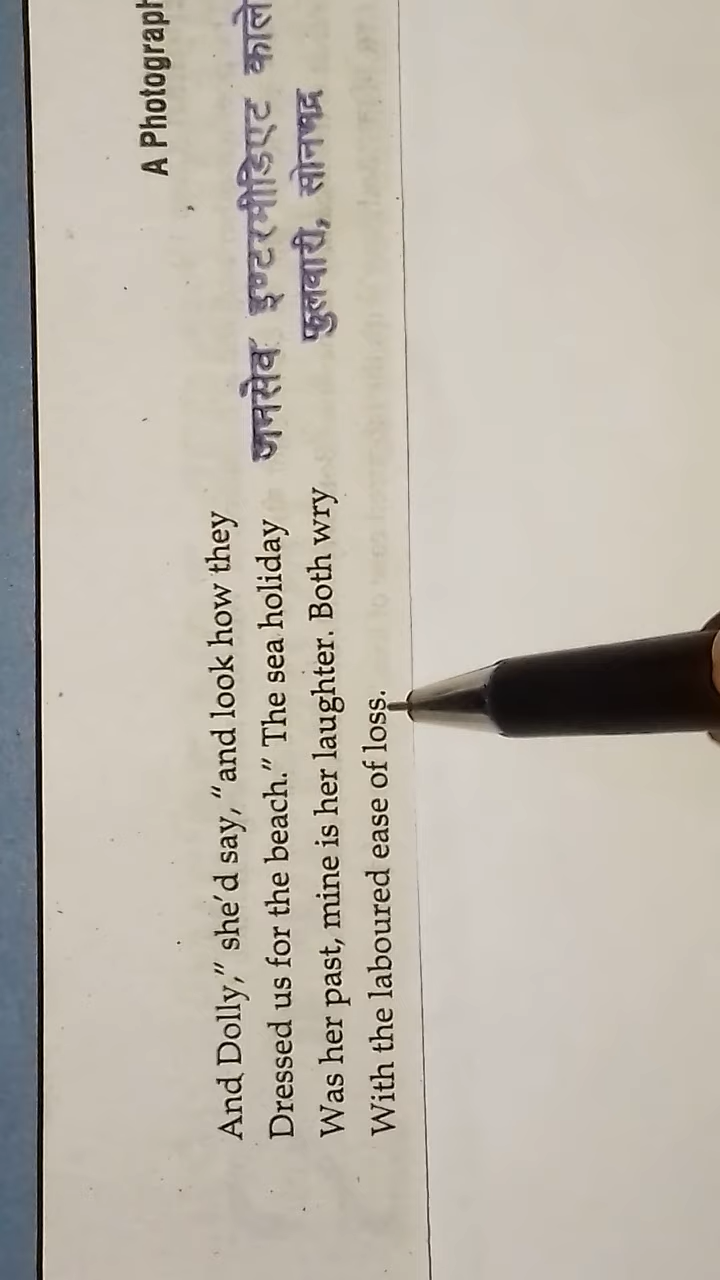 A Photograph
जनसेव इण्टरमीडिएट काले
फुलवारी, सोनभद्र
And Dolly," she'd say, "and look how they
Dressed us for the beach." The sea holiday
Was her past, mine is her laughter. Both wry
With the laboured ease of loss.